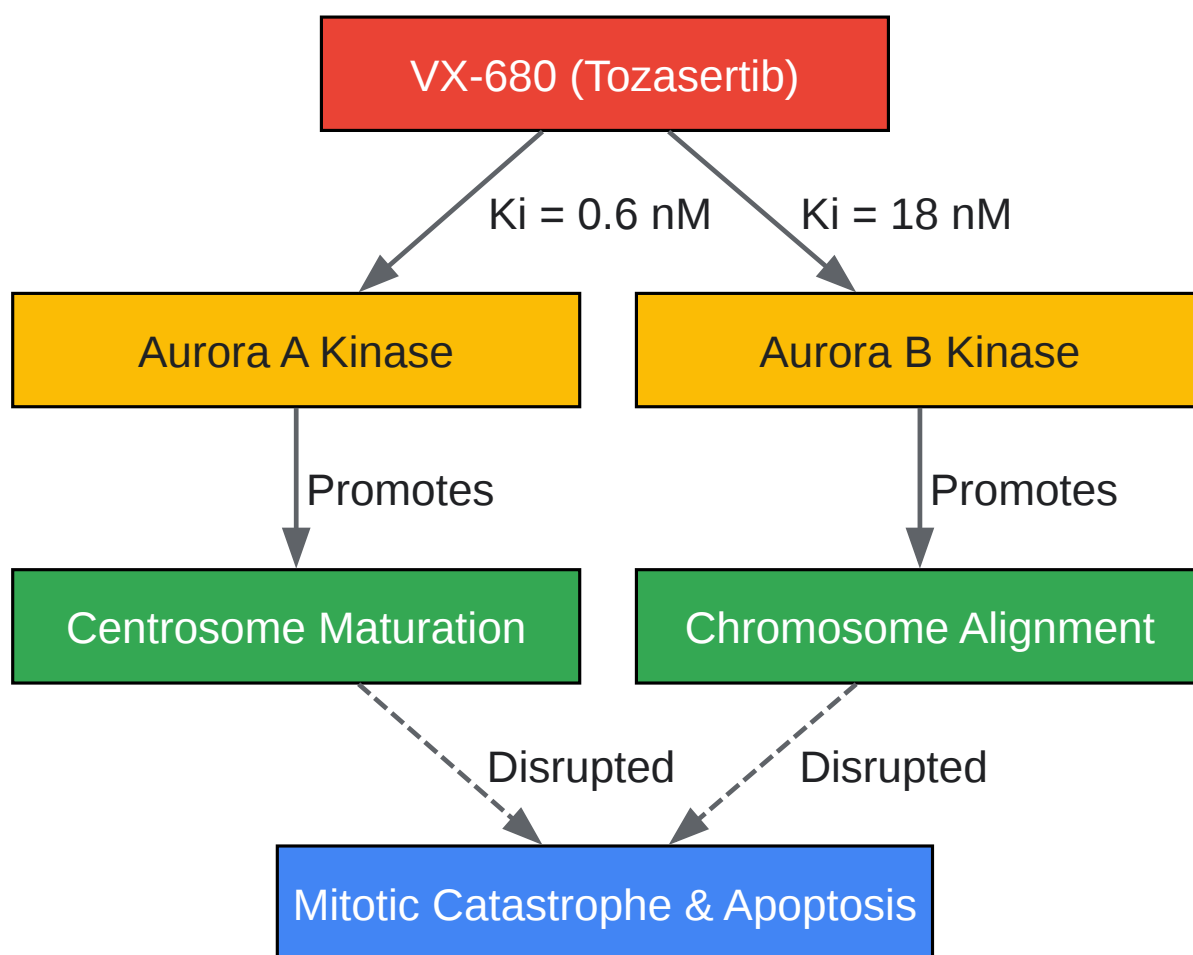 VX-680 (Tozasertib)
Ki = 0.6 nM
Ki = 18 nM
Aurora A Kinase
Aurora B Kinase
Promotes
Promotes
Centrosome Maturation
Chromosome Alignment
Disrupted
Disrupted
Mitotic Catastrophe & Apoptosis